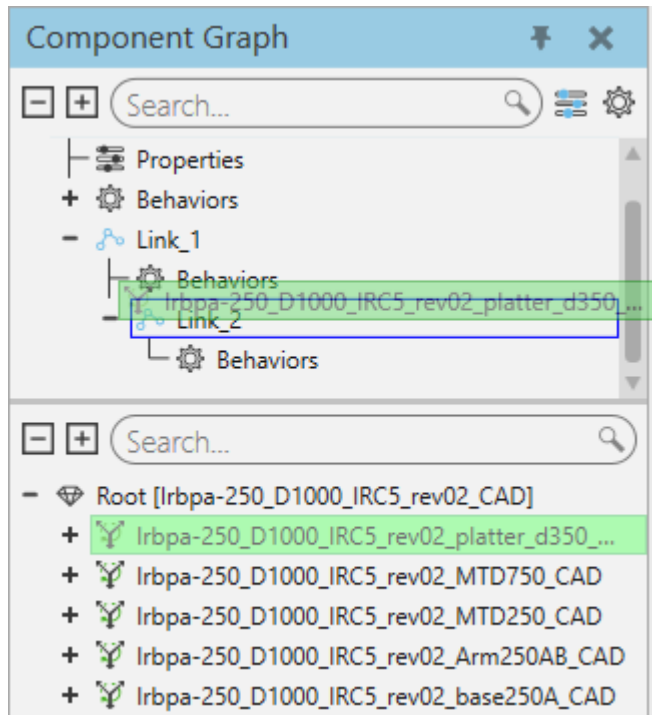 Component Graph
Search...
Properties
Behaviors
Link_1
Behaviors
Irbpa-250_D1000_IRC5_rev02_platter_d350_...
Link_2
Behaviors
Search...
Root [Irbpa-250_D1000_IRC5_rev02_CAD]
Irbpa-250_D1000_IRC5_rev02_platter_d350_...
Irbpa-250_D1000_IRC5_rev02_MTD750_CAD
Irbpa-250_D1000_IRC5_rev02_MTD250_CAD
Irbpa-250_D1000_IRC5_rev02_Arm250AB_CAD
Irbpa-250_D1000_IRC5_rev02_base250A_CAD